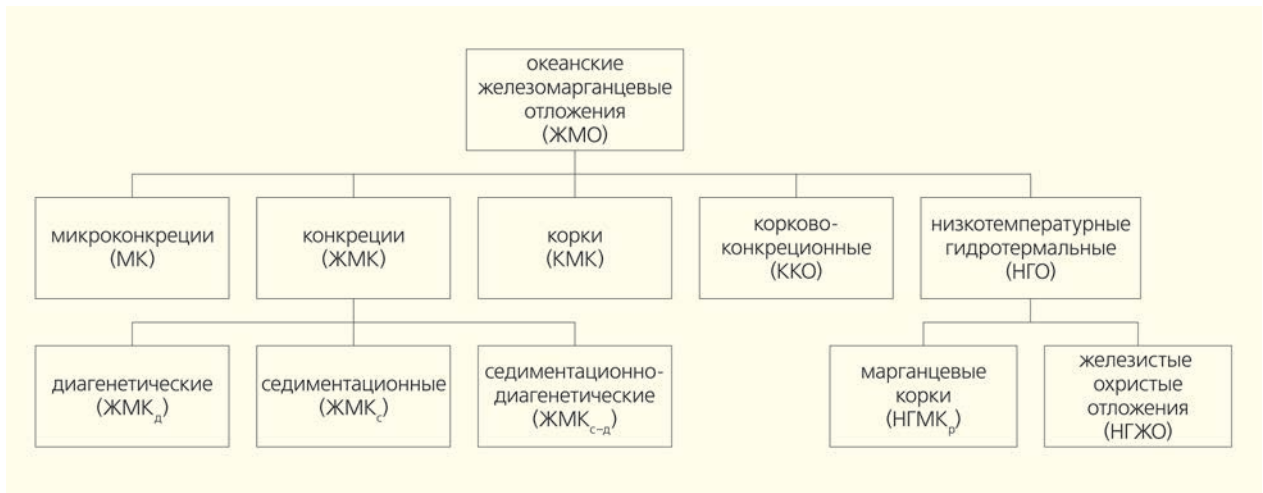 океанские
железомарганцевые
отложения
(ЖМО)
микроконкреции
(МК)
конкреции
(ЖМК)
корки
(КМК)
корково-
конкреционные
(ККО)
низкотемпературные
гидротермальные
(НГО)
диагенетические
(ЖМКд)
седиментационные
(ЖМКс)
седиментационно-
диагенетические
(ЖМКс–д)
марганцевые
корки
(НГМКр)
железистые
охристые
отложения
(НГЖО)